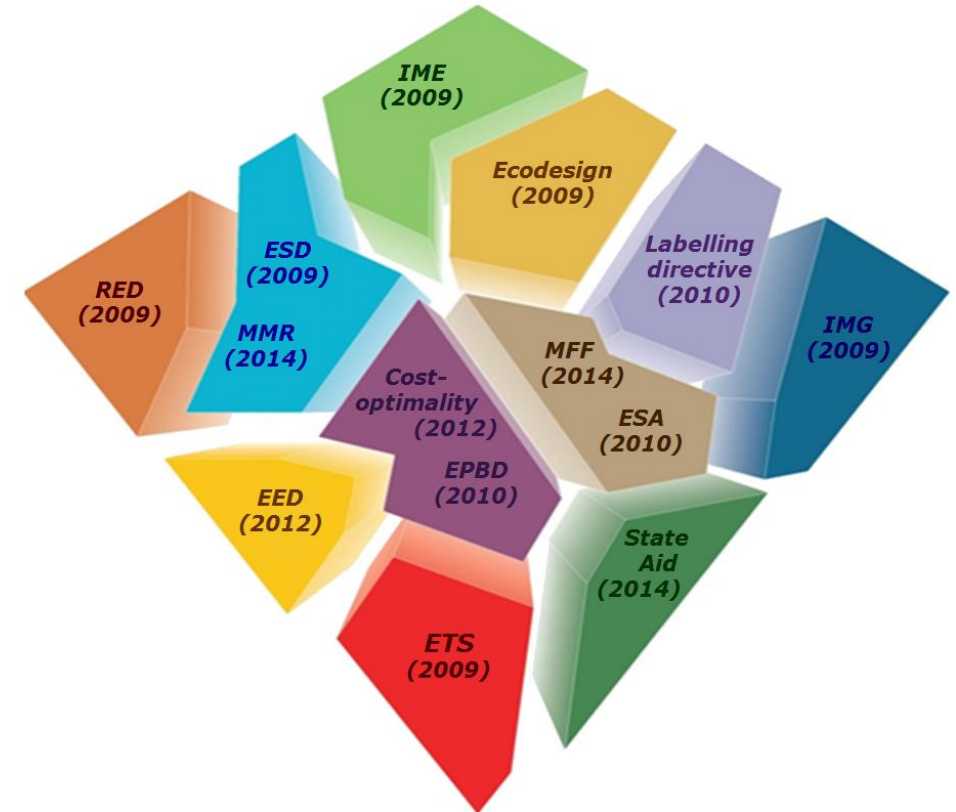 IME
(2009)
Ecodesign
(2009)
Labelling
directive
(2010)
ESD
(2009)
RED
(2009)
MMR
(2014)
IMG
(2009)
MFF
(2014)
ESA
(2010)
Cost-
optimality
(2012)
EPBD
(2010)
EED
(2012)
State
Aid
(2014)
ETS
(2009)